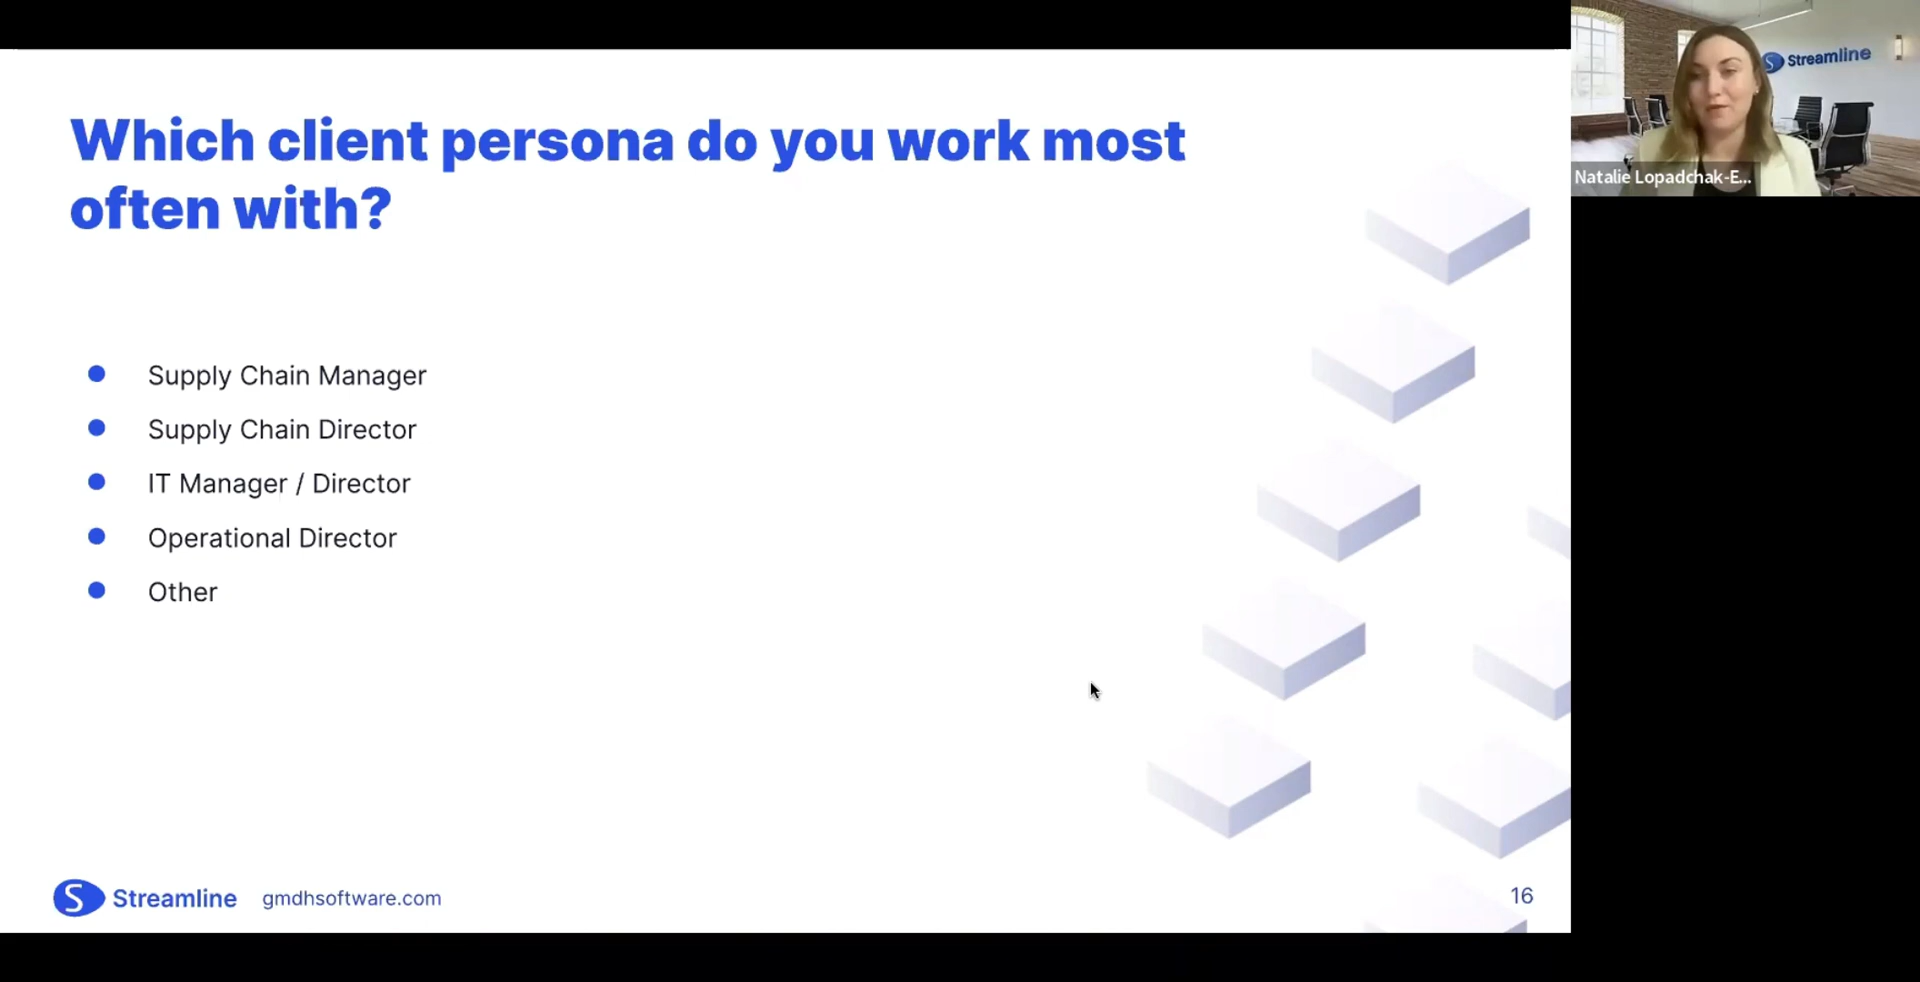 Which client persona do you work most
often with?
Supply Chain Manager
Supply Chain Director
IT Manager / Director
Operational Director
Other
Streamline
gmdhsoftware.com
16
Streamline
Natalie Lopadchak-E...